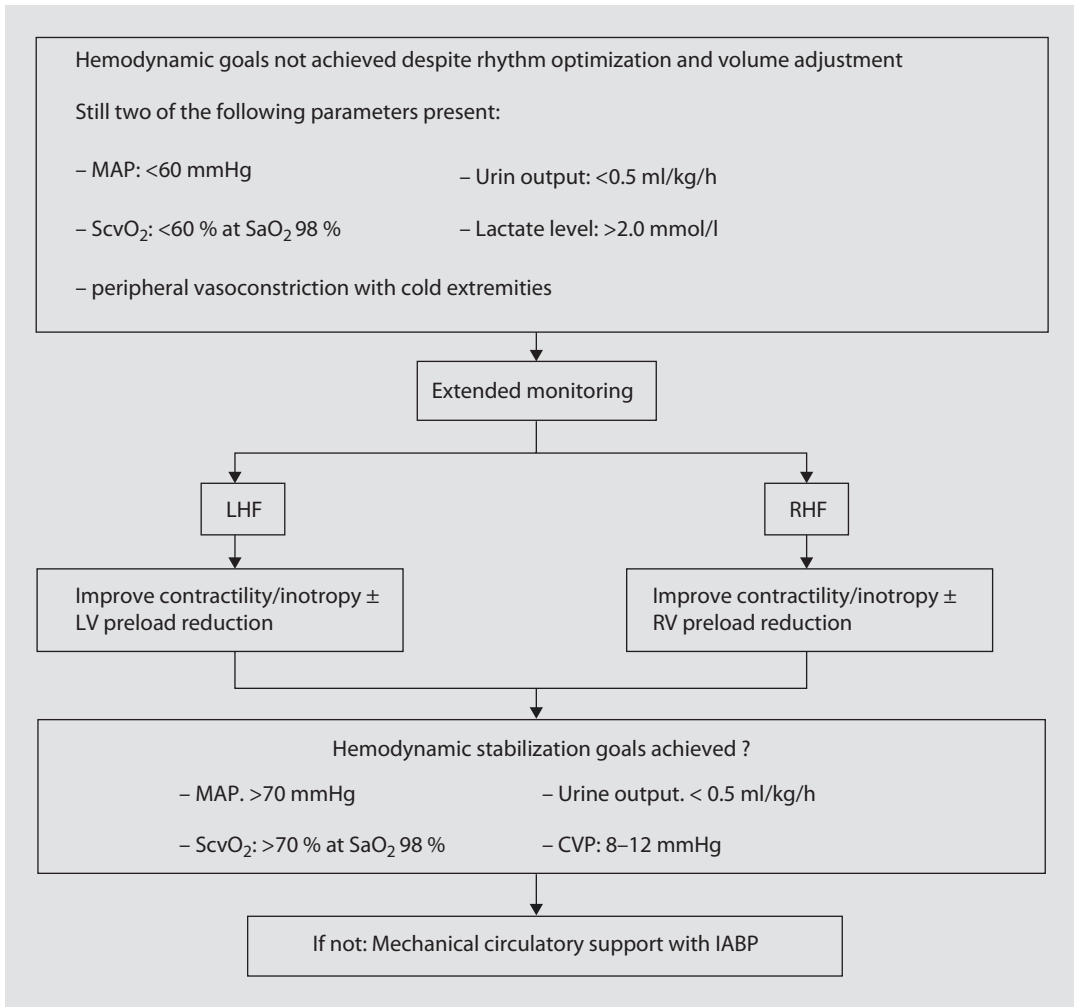 Hemodynamic goals not achieved despite rhythm optimization and volume adjustment
Still two of the following parameters present:
– MAP: <60 mmHg
– Urin output: <0.5 ml/kg/h
– ScvO2: <60 % at SaO2 98 %
– Lactate level: >2.0 mmol/l
– peripheral vasoconstriction with cold extremities
Extended monitoring
LHF
RHF
Improve contractility/inotropy ±
LV preload reduction
Improve contractility/inotropy ±
RV preload reduction
Hemodynamic stabilization goals achieved ?
– MAP. >70 mmHg
– Urine output. < 0.5 ml/kg/h
– ScvO2: >70 % at SaO2 98 %
– CVP: 8–12 mmHg
If not: Mechanical circulatory support with IABP